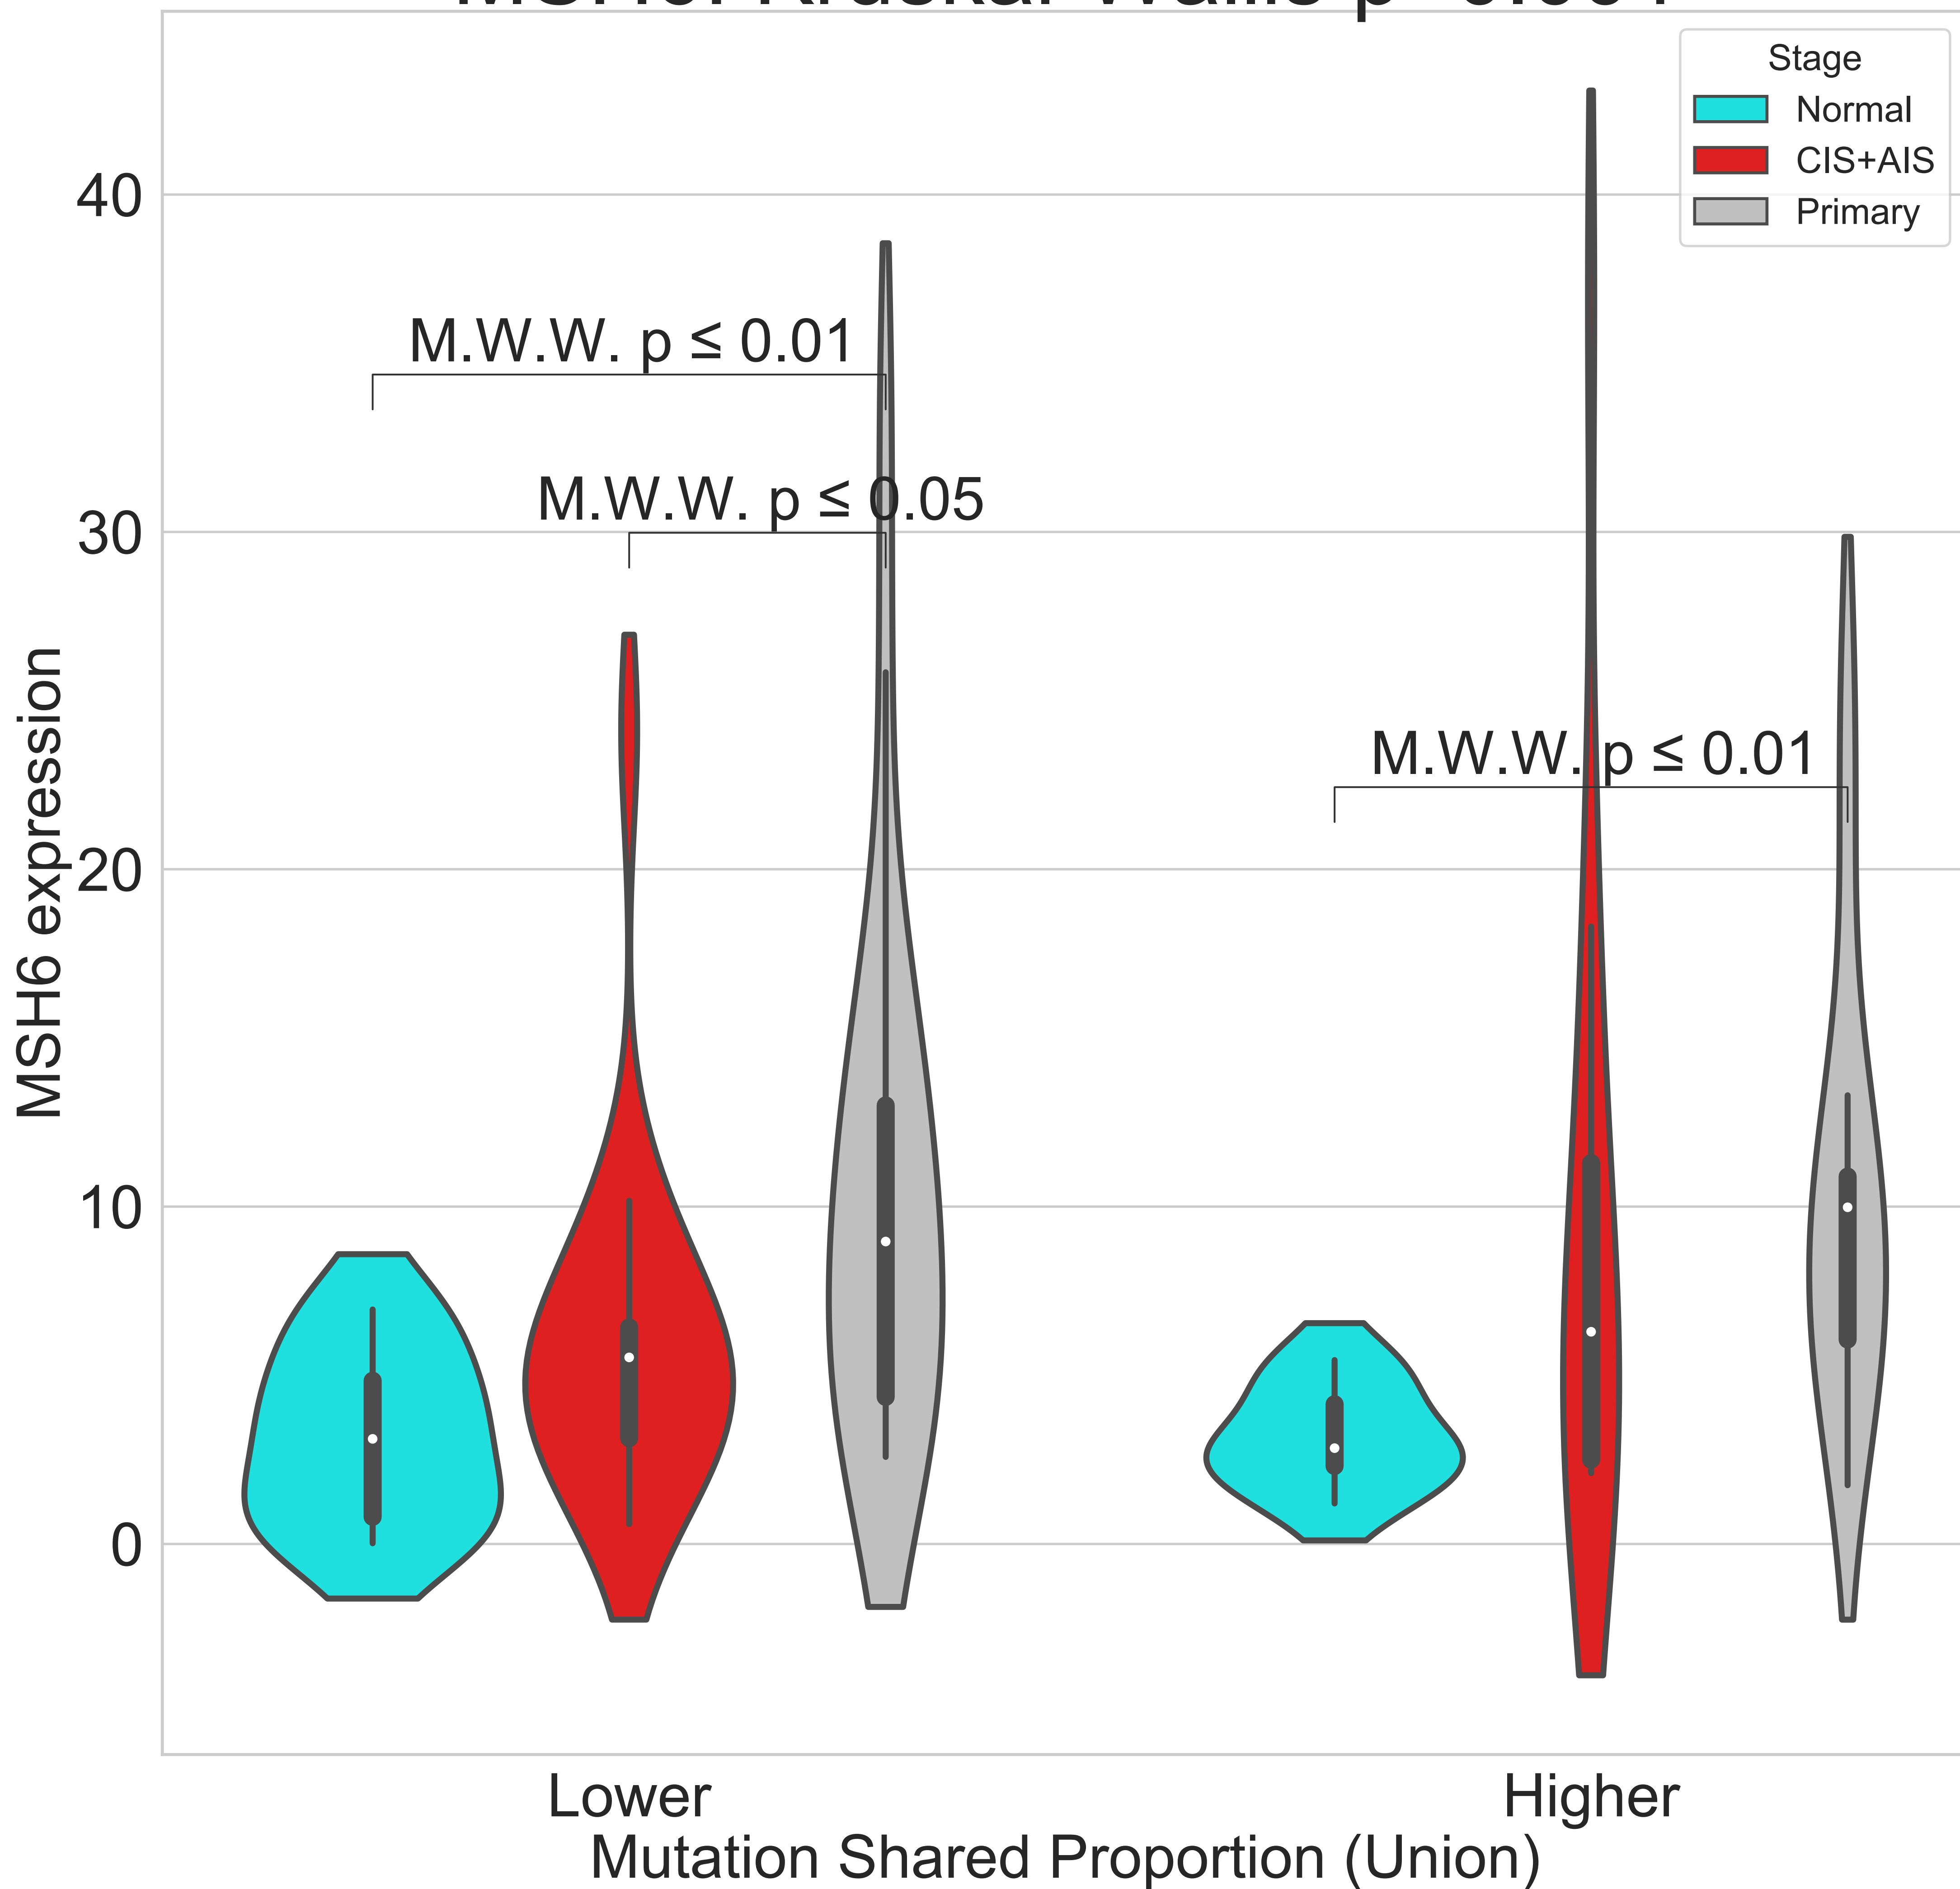 Stage
Normal
CIS+AIS
Primary
40
30
20
10
0
M.W.W. p ≤ 0.01
M.W.W. p ≤ 0.05
M.W.W. p ≤ 0.01
MSH6 expression
Lower
Higher
Mutation Shared Proportion (Union)